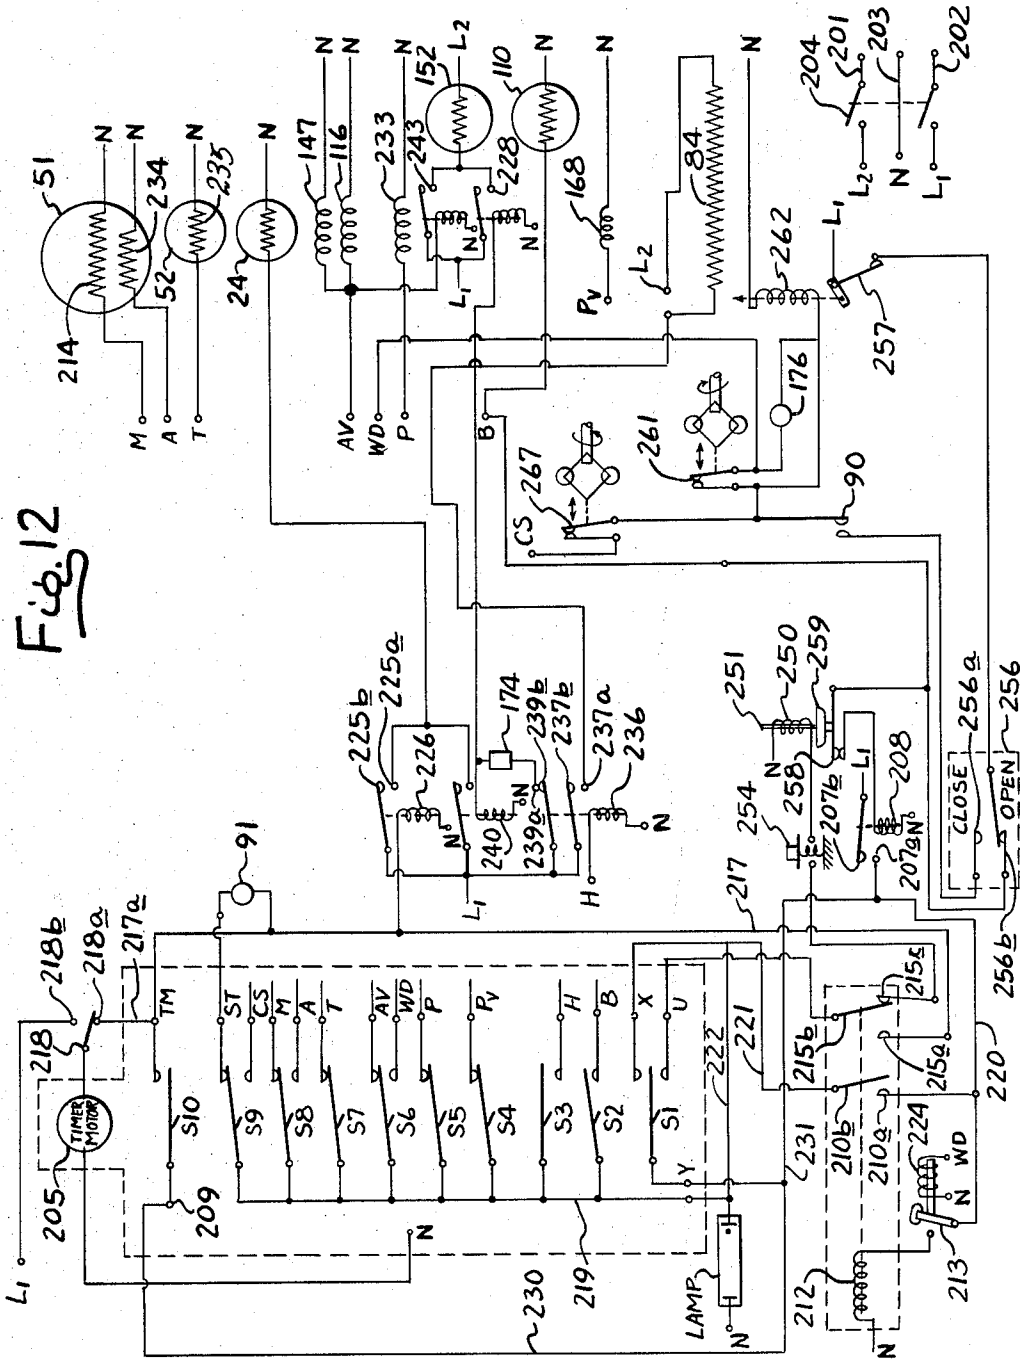 Fig. 12
51
N
N
N
N
234
235
214
52
24
M
A
T
N
N
147
116
233
N
243
152
L2
228
110
N
N
168
L1
N
N
Pv
AV
WD
P
B
L2
84
N
262
L1
257
176
261
267
CS
90
204
201
203
202
L2
N
L1
225b
225a
226
N
L1
240
N
174
239b
239a
237b
237a
236
H
N
251
250
259
N
258
254
207b
L1
208
207a
N
CLOSE
OPEN
256a
256
256b
91
218b
218a
217a
217
218
TIMER
MOTOR
205
L1
TM
ST
CS
M
A
T
AV
WD
P
Pv
H
B
X
U
S10
S9
S8
S7
S6
S5
S4
S3
S2
S1
Y
209
N
219
230
LAMP
N
222
221
231
220
215b
215c
215a
210b
210a
224
WD
N
212
213
N